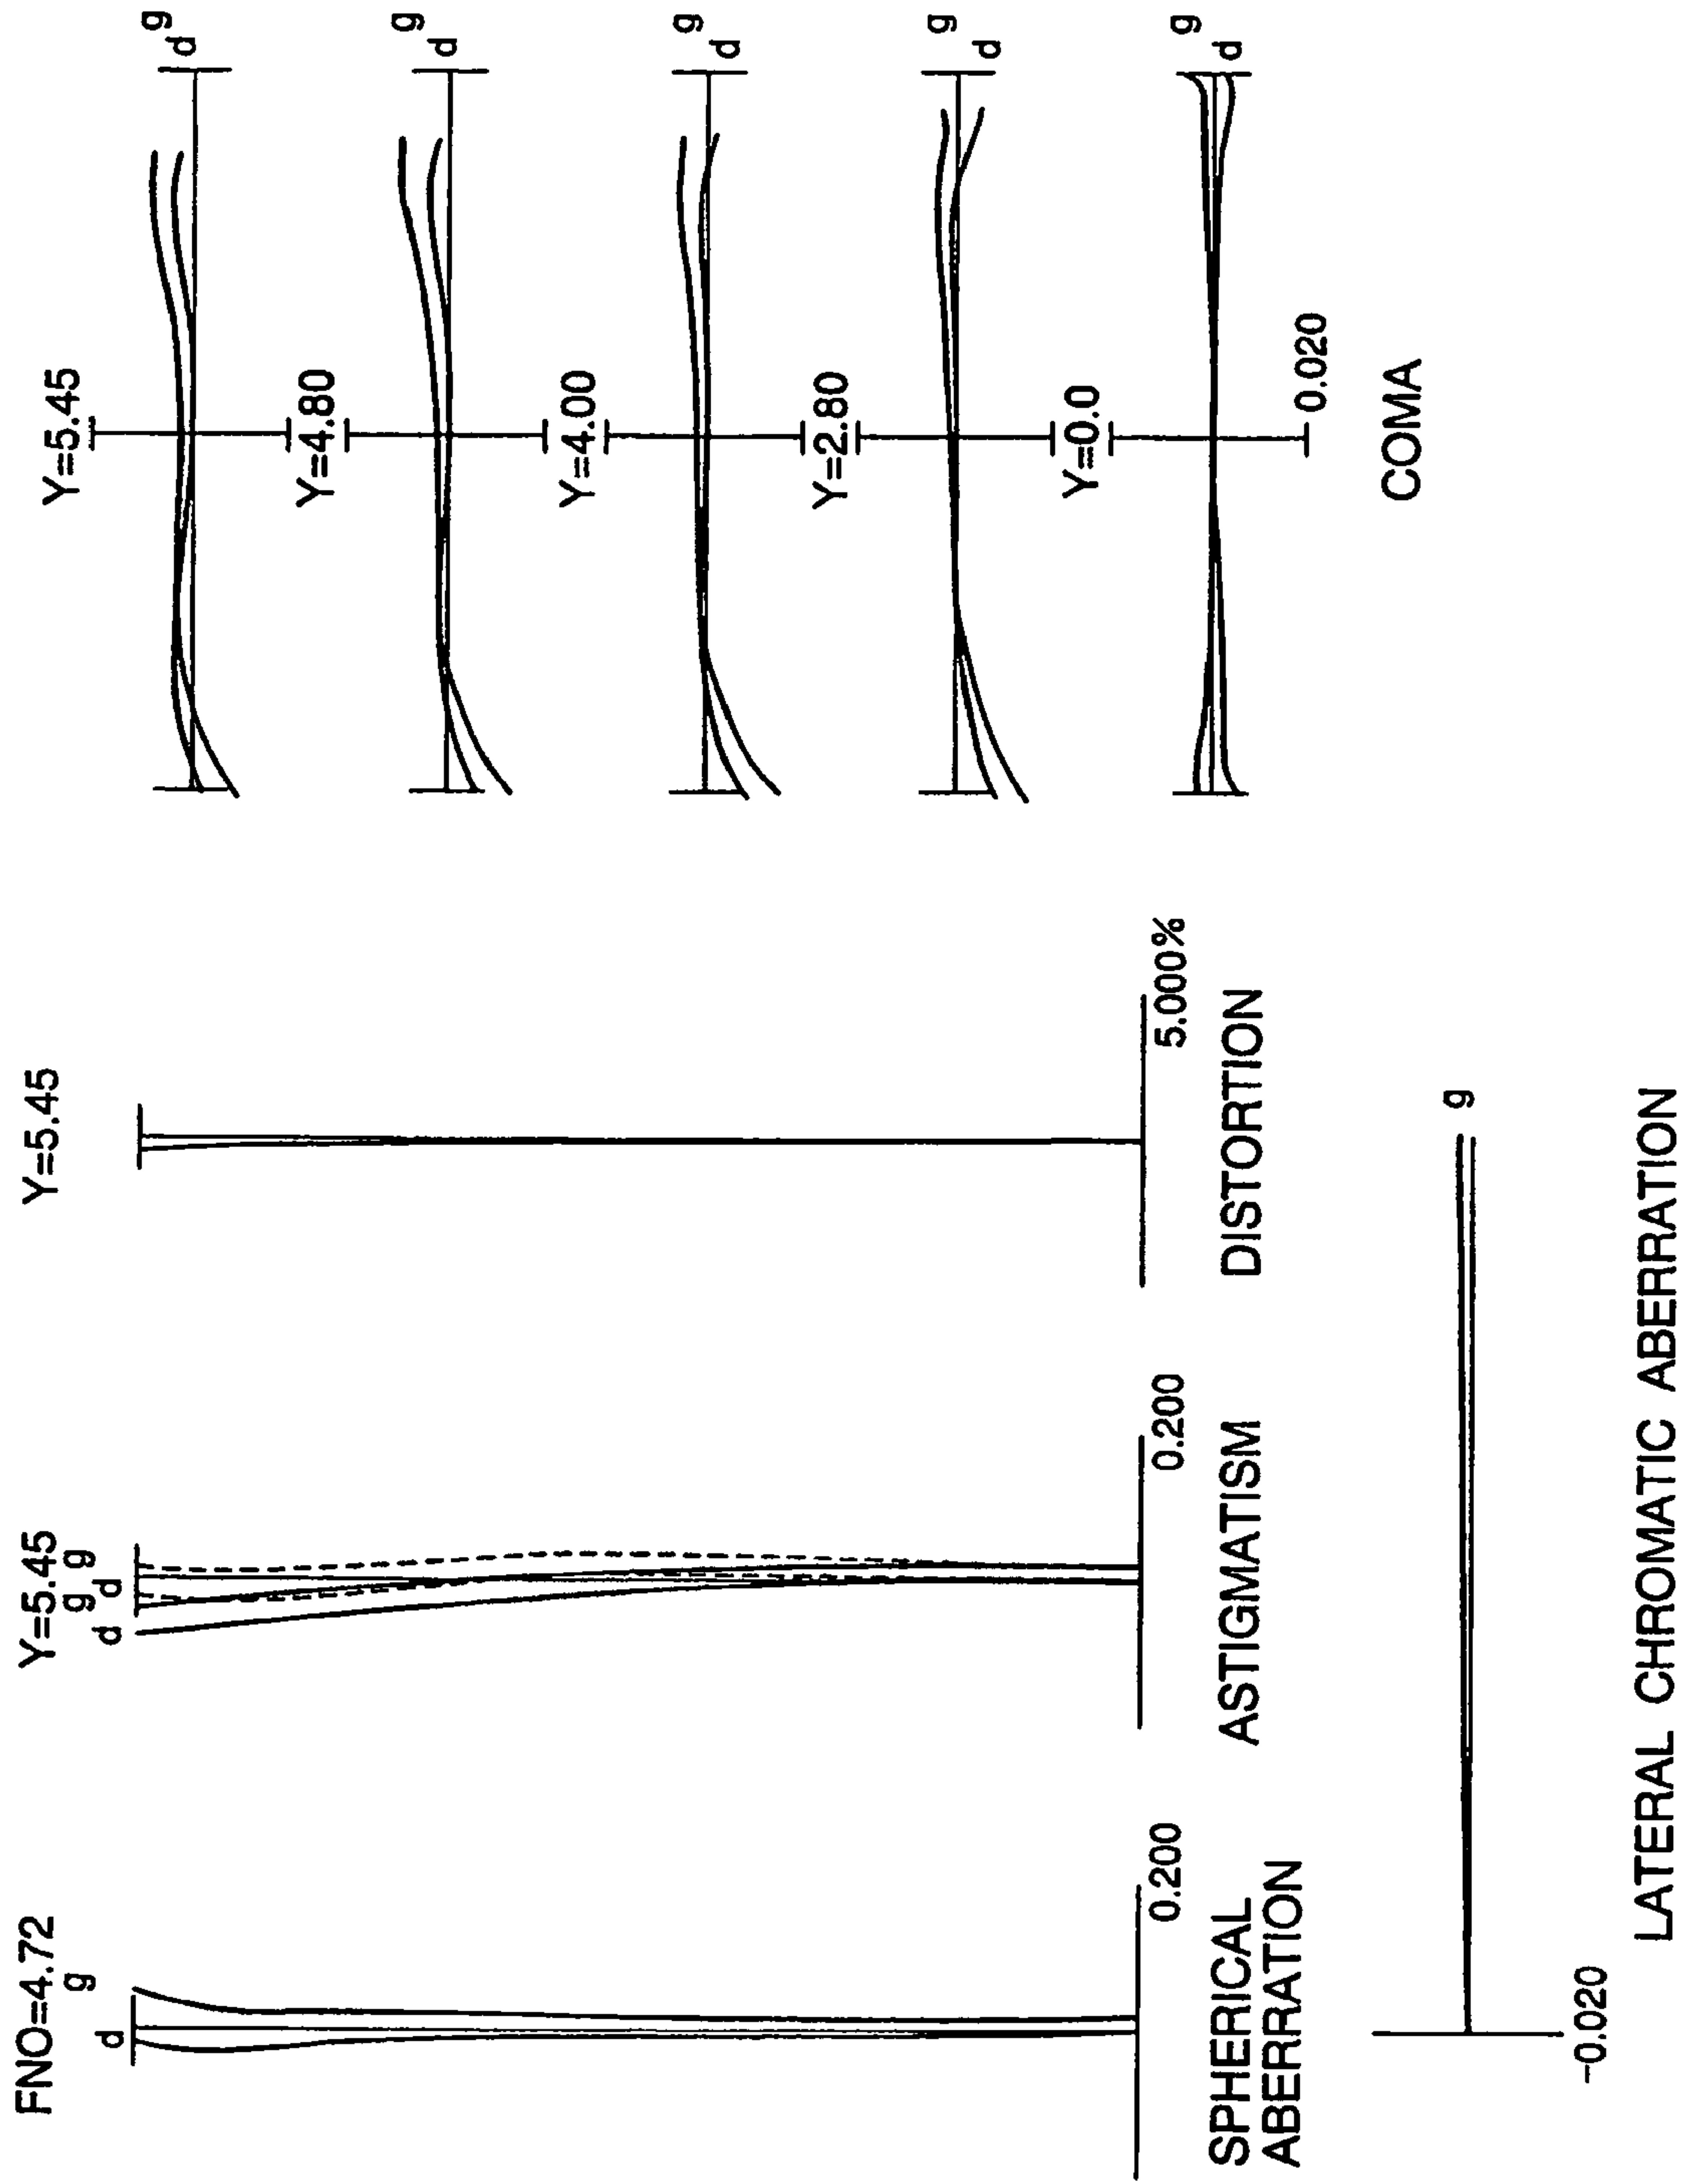 FNO=4.72
g
d
0.200
SPHERICAL
ABERRATION
Y=5.45
g g
d d
0.200
ASTIGMATISM
Y=5.45
5.000%
DISTORTION
Y=5.45
g
d
Y=4.80
g
d
Y=4.00
g
d
Y=2.80
g
d
Y=0.0
g
d
0.020
COMA
g
-0.020
LATERAL CHROMATIC ABERRATION